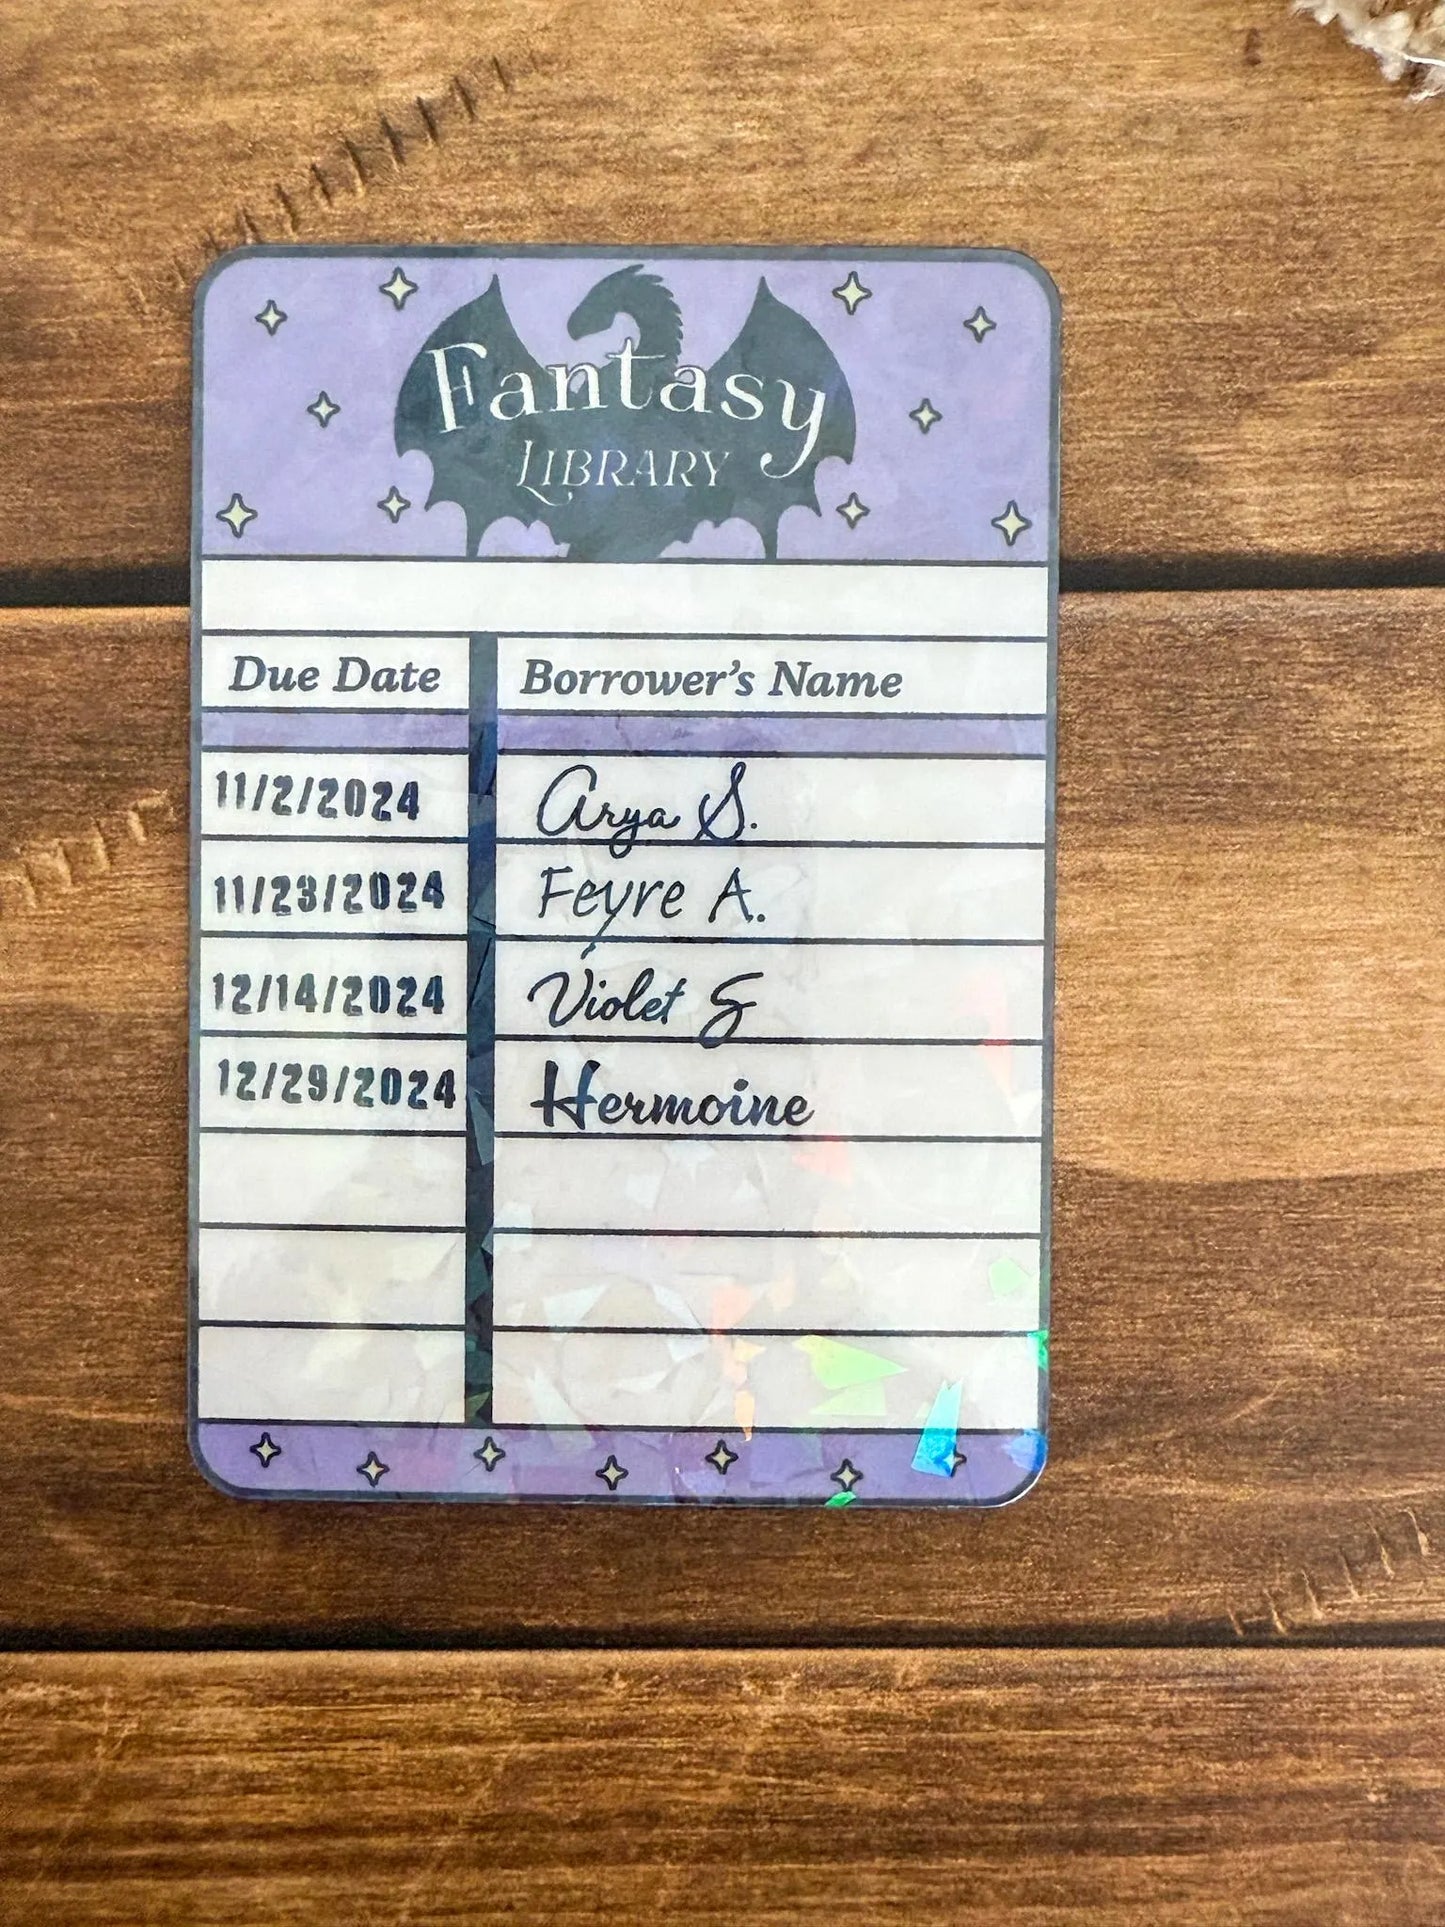 Fantasy
LIBRARY
Due Date Borrower's Name
11/2/2024 Arya S.
11/23/2024 Feyre A.
12/14/2024 Violet S
12/29/2024 Hermoine